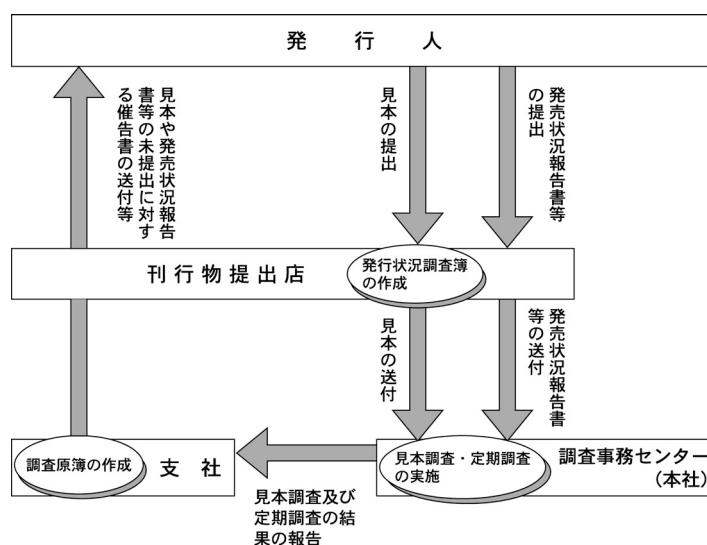 発行人
見本や発売状況報告
書等の未提出に対す
る催告書の送付等
見本の提出
発売状況報告書等
の提出
刊行物提出店
発行状況調査簿
の作成
見本の送付
発売状況報告書
等の送付
調査原簿の作成
支社
見本調査・定期調査
の実施
調査事務センター
(本社)
見本調査及び
定期調査の結
果の報告